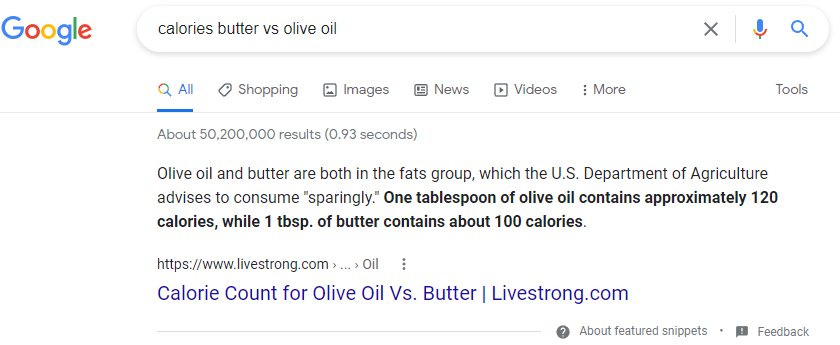 Google calories butter vs olive oil
All Shopping Images News Videos More Tools
About 50,200,000 results (0.93 seconds)
Olive oil and butter are both in the fats group, which the U.S. Department of Agriculture
advises to consume "sparingly." One tablespoon of olive oil contains approximately 120
calories, while 1 tbsp. of butter contains about 100 calories.
https://www.livestrong.com › ... › Oil
Calorie Count for Olive Oil Vs. Butter | Livestrong.com
About featured snippets • Feedback